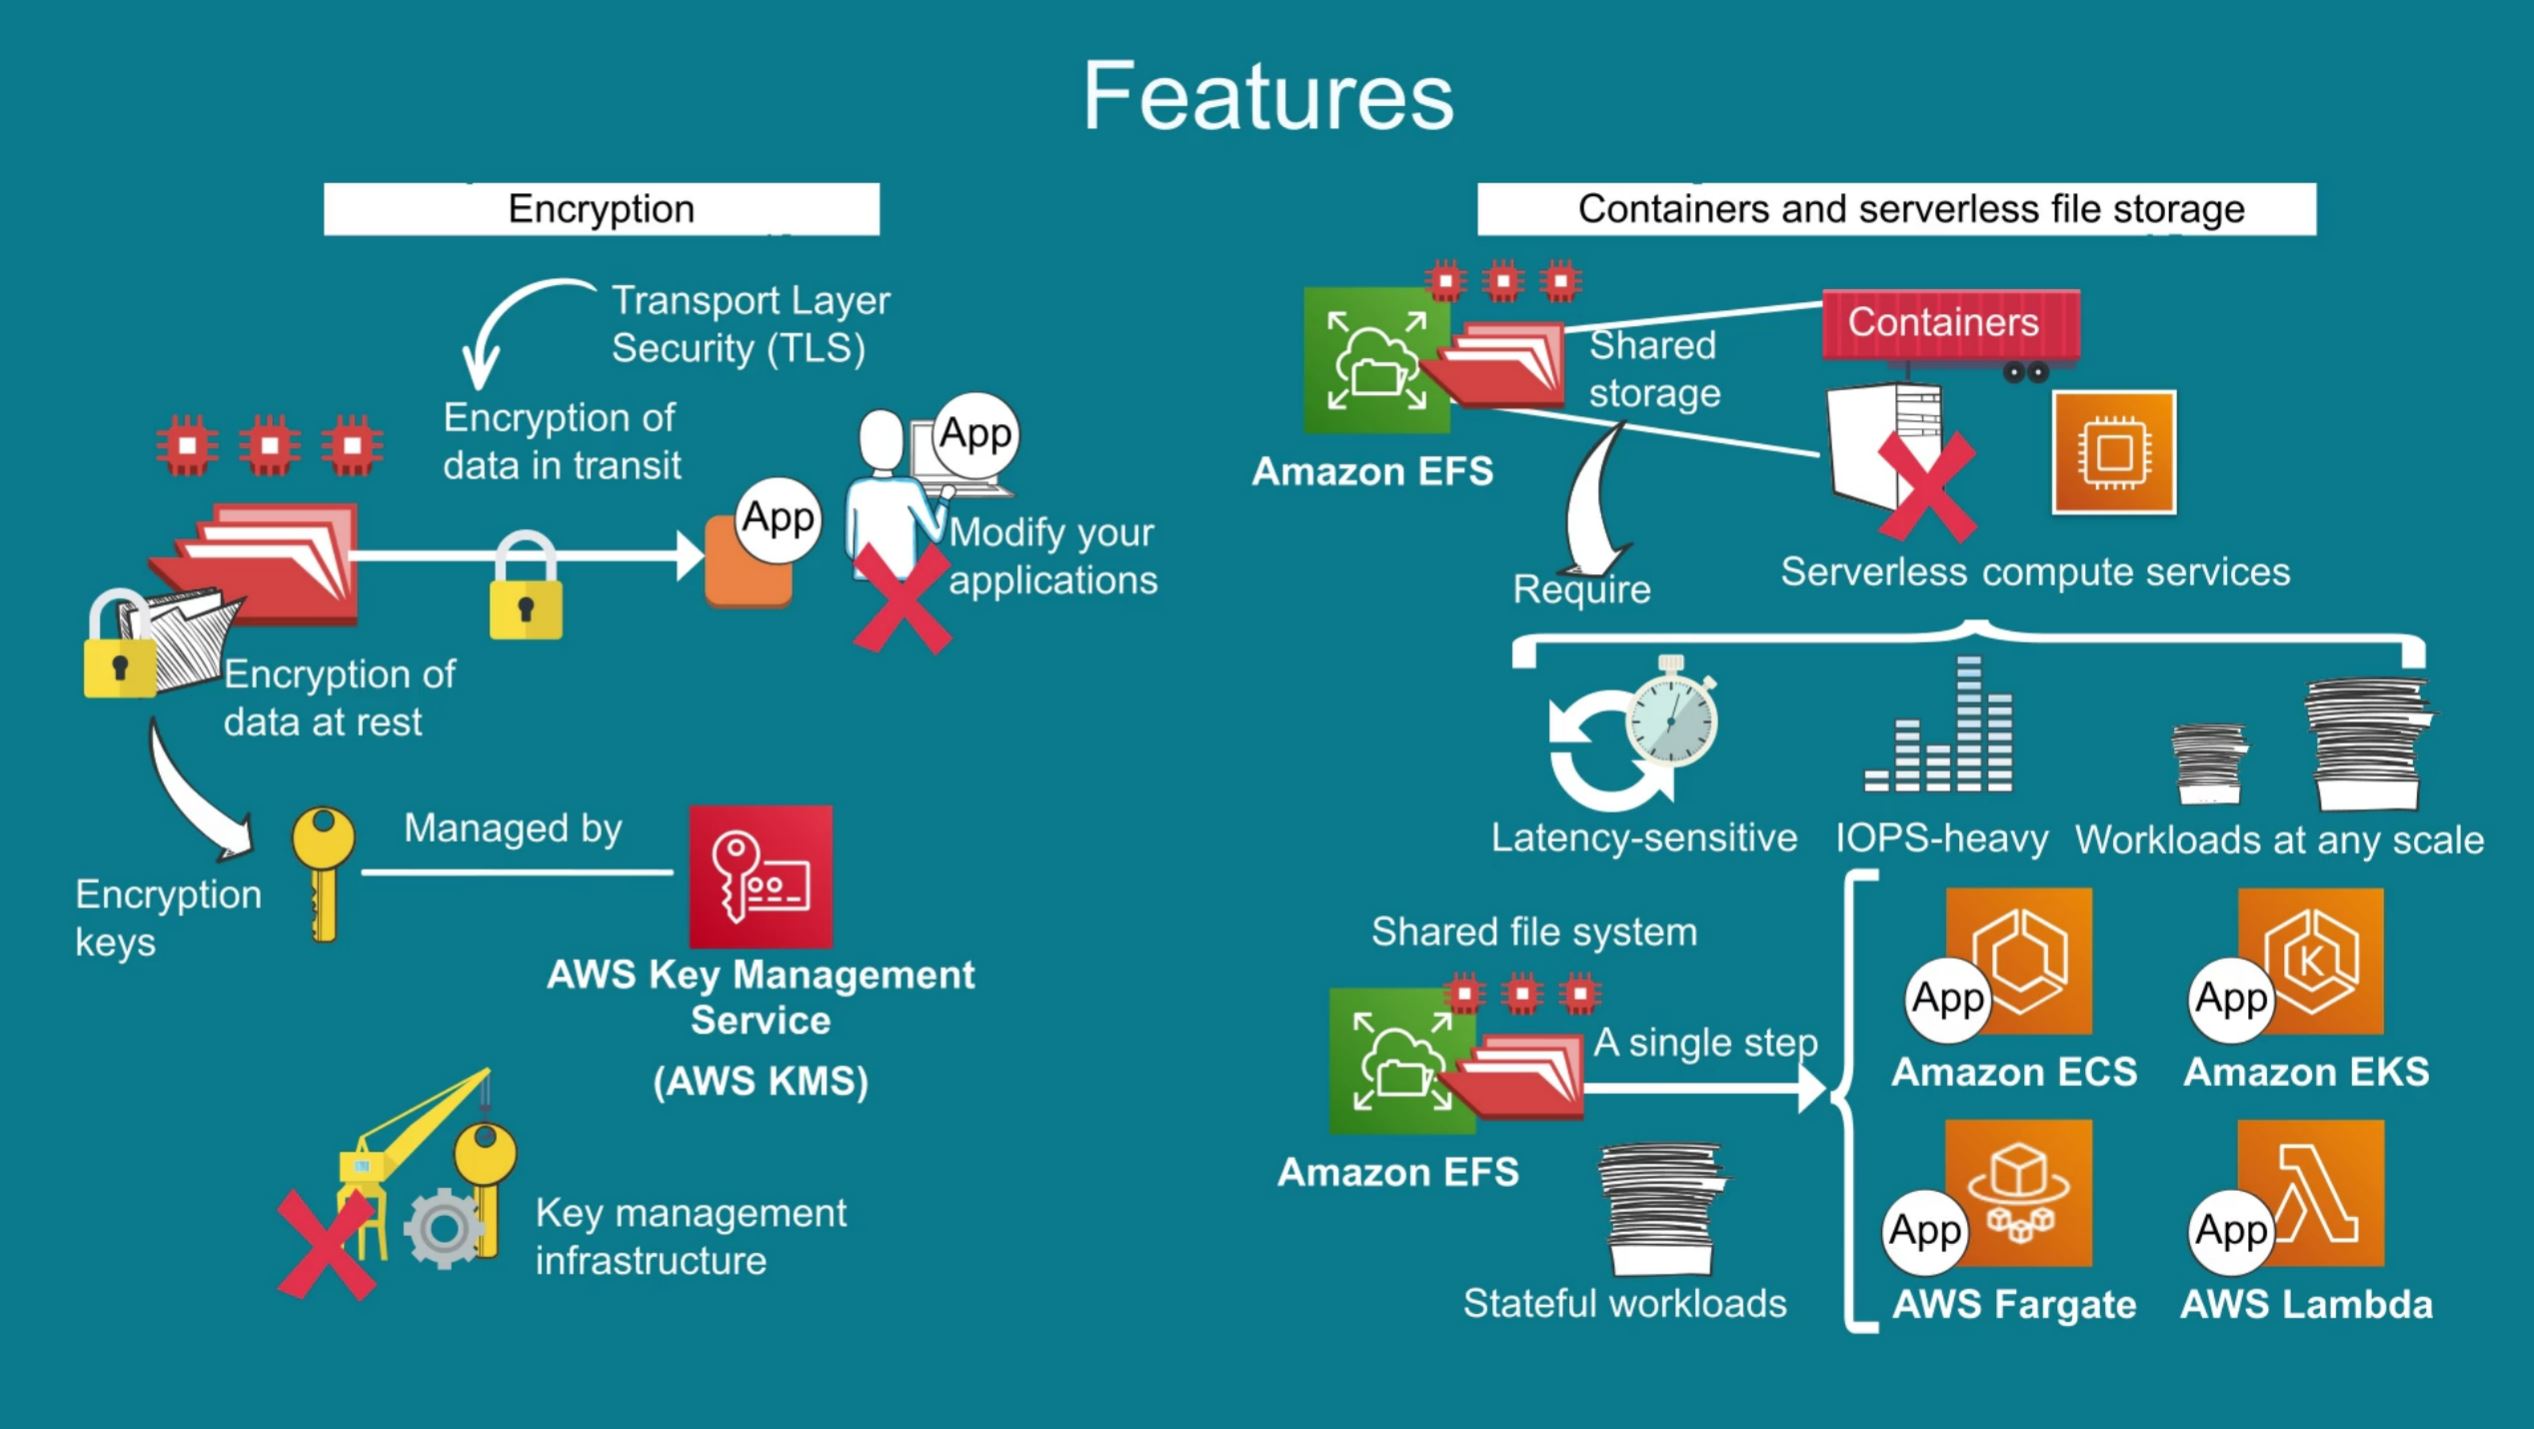 Features
Encryption
Transport Layer
Security (TLS)
Encryption of
data in transit
App
App
Modify your
applications
Encryption of
data at rest
Encryption
keys
Managed by
AWS Key Management
Service
(AWS KMS)
Key management
infrastructure
Containers and serverless file storage
Amazon EFS
Shared
storage
Containers
Require
Serverless compute services
Latency-sensitive
IOPS-heavy
Workloads at any scale
Shared file system
Amazon EFS
A single step
Stateful workloads
App
Amazon ECS
App
K
Amazon EKS
App
AWS Fargate
App
AWS Lambda